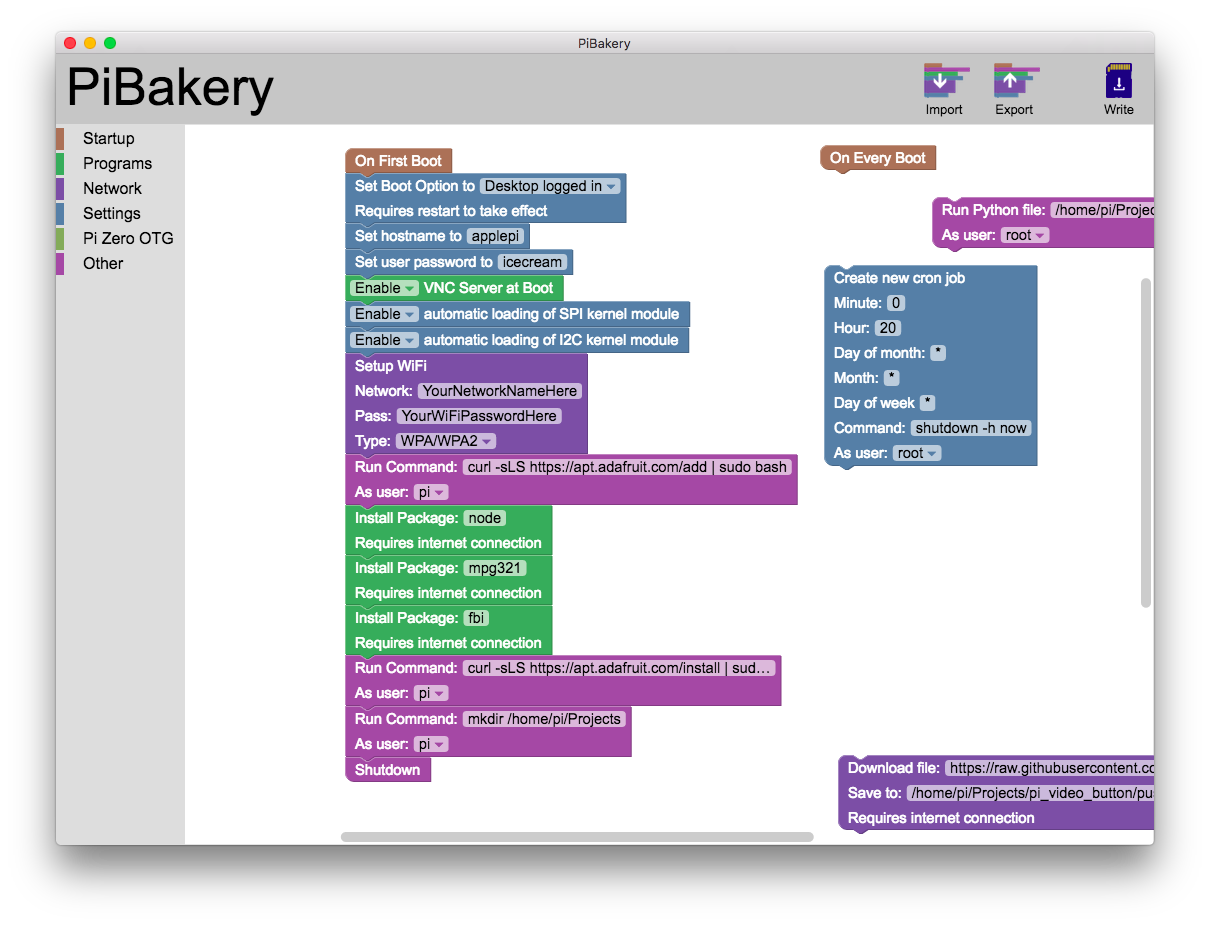 PiBakery
PiBakery
Import
Export
Write
Startup
Programs
Network
Settings
Pi Zero OTG
Other
On First Boot
Set Boot Option to Desktop logged in
Requires restart to take effect
Set hostname to applepi
Set user password to icecream
Enable VNC Server at Boot
Enable automatic loading of SPI kernel module
Enable automatic loading of I2C kernel module
Setup WiFi
Network: YourNetworkNameHere
Pass: YourWiFiPasswordHere
Type: WPA/WPA2
Run Command: curl -sLS https://apt.adafruit.com/add | sudo bash
As user: pi
Install Package: node
Requires internet connection
Install Package: mpg321
Requires internet connection
Install Package: fbi
Requires internet connection
Run Command: curl -sLS https://apt.adafruit.com/install | sud…
As user: pi
Run Command: mkdir /home/pi/Projects
As user: pi
Shutdown
On Every Boot
Run Python file: /home/pi/Projec
As user: root
Create new cron job
Minute: 0
Hour: 20
Day of month: *
Month: *
Day of week *
Command: shutdown -h now
As user: root
Download file: https://raw.githubusercontent.co
Save to: /home/pi/Projects/pi_video_button/pu
Requires internet connection